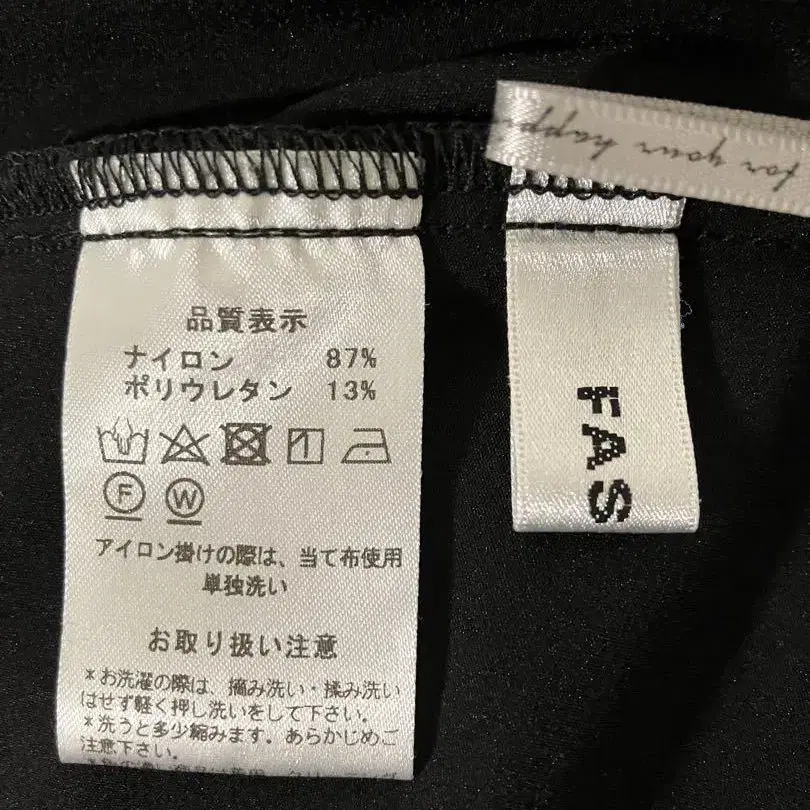 品質表示
ナイロン 87%
ポリウレタン 13%
F W
アイロン掛けの際は、当て布使用
単独洗い
お取り扱い注意
*お洗濯の際は、摘み洗い・揉み洗い
はせず軽く押し洗いをして下さい。
*洗うと多少縮みます。あらかじめご
注意下さい。
for your happ
FAS